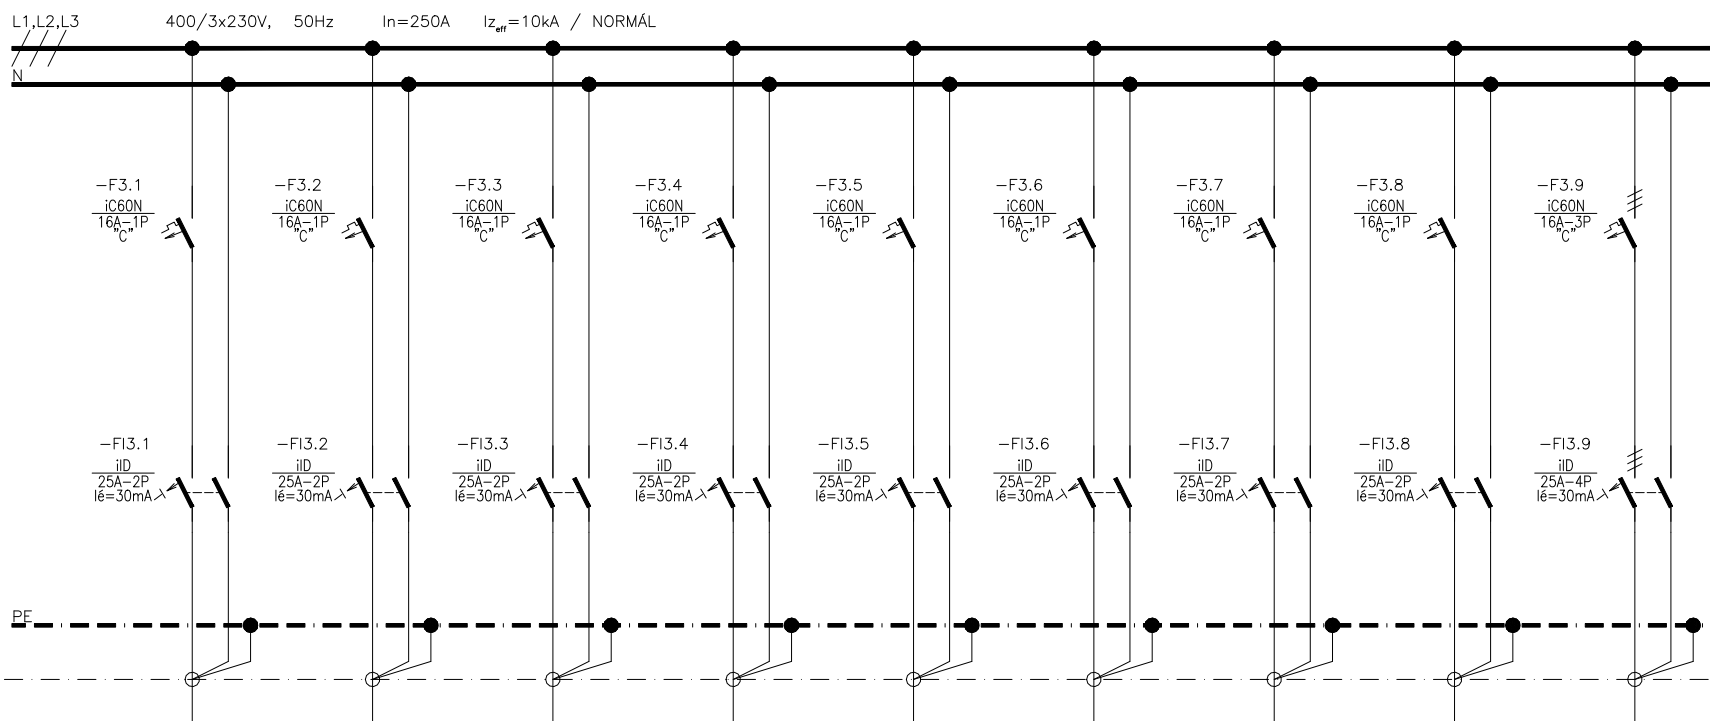 L1,L2,L3 400/3x230V, 50Hz In=250A Iz_eff=10kA / NORMÁL
N
-F3.1
iC60N
16A-1P
"C"
-F3.2
iC60N
16A-1P
"C"
-F3.3
iC60N
16A-1P
"C"
-F3.4
iC60N
16A-1P
"C"
-F3.5
iC60N
16A-1P
"C"
-F3.6
iC60N
16A-1P
"C"
-F3.7
iC60N
16A-1P
"C"
-F3.8
iC60N
16A-1P
"C"
-F3.9
iC60N
16A-3P
"C"
-FI3.1
iID
25A-2P
Ié=30mA
-FI3.2
iID
25A-2P
Ié=30mA
-FI3.3
iID
25A-2P
Ié=30mA
-FI3.4
iID
25A-2P
Ié=30mA
-FI3.5
iID
25A-2P
Ié=30mA
-FI3.6
iID
25A-2P
Ié=30mA
-FI3.7
iID
25A-2P
Ié=30mA
-FI3.8
iID
25A-2P
Ié=30mA
-FI3.9
iID
25A-4P
Ié=30mA
PE